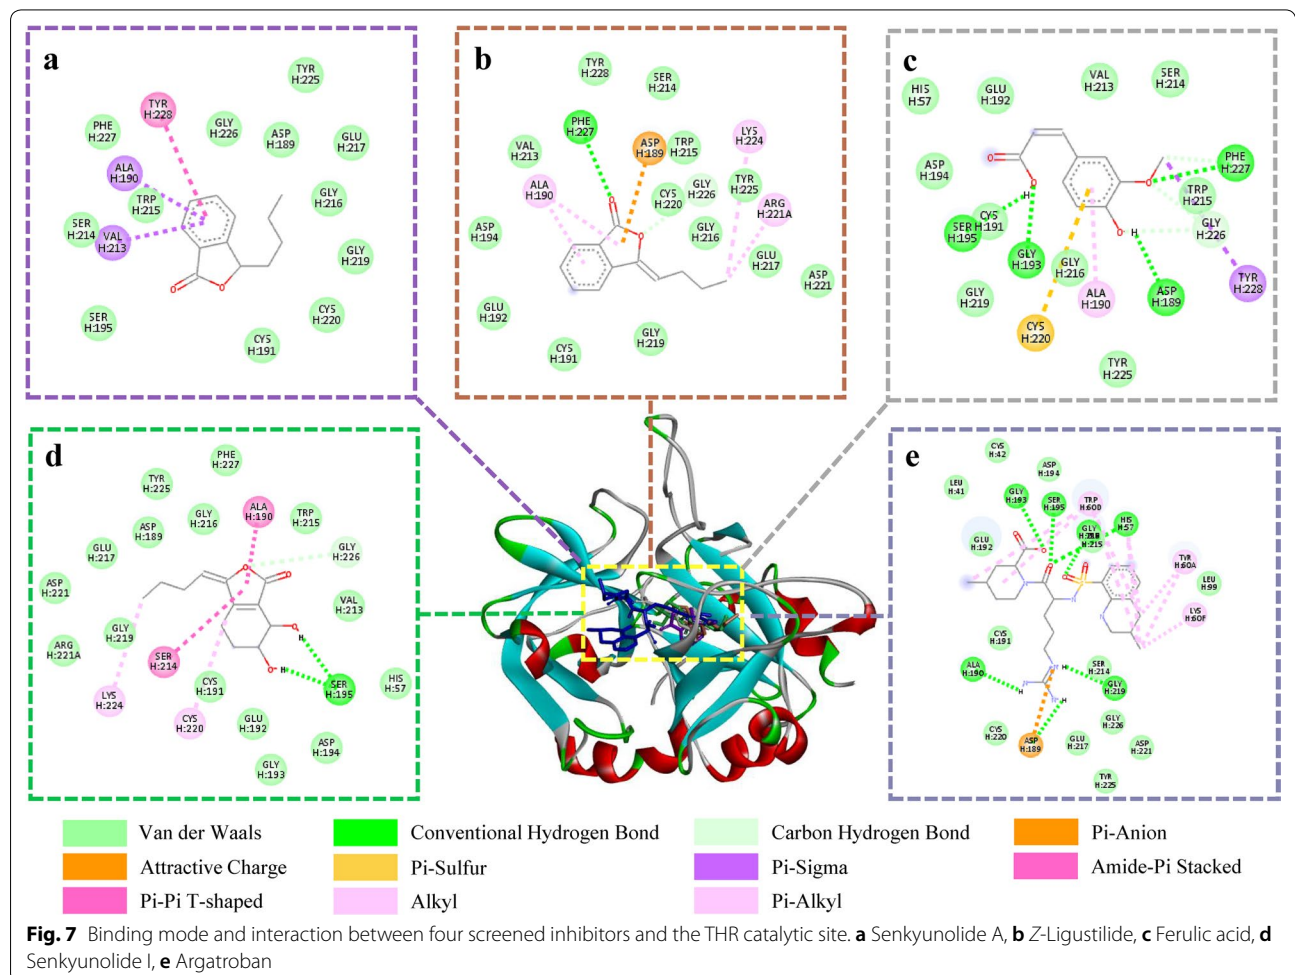 a
TYR
H:225
TYR
H:228
PHE
H:227
GLY
H:226
ASP
H:189
GLU
H:217
ALA
H:190
TRP
H:215
GLY
H:216
SER
H:214
VAL
H:213
GLY
H:219
O
O
SER
H:195
CYS
H:220
CYS
H:191
b
TYR
H:228
SER
H:214
PHE
H:227
LYS
H:224
VAL
H:213
ASP
H:189
TRP
H:215
ALA
H:190
CYS
H:220
GLY
H:226
TYR
H:225
ARG
H:221A
O
O
ASP
H:194
GLY
H:216
GLU
H:217
ASP
H:221
GLU
H:192
CYS
H:191
GLY
H:219
c
HIS
H:57
GLU
H:192
VAL
H:213
SER
H:214
PHE
H:227
ASP
H:194
O
O
H
O
TRP
H:215
SER
H:195
CYS
H:191
GLY
H:226
O
H
GLY
H:193
GLY
H:216
TYR
H:228
GLY
H:219
ALA
H:190
ASP
H:189
CYS
H:220
TYR
H:225
d
PHE
H:227
TYR
H:225
GLY
H:216
ALA
H:190
TRP
H:215
ASP
H:189
GLU
H:217
GLY
H:226
ASP
H:221
O
O
VAL
H:213
GLY
H:219
ARG
H:221A
O
H
SER
H:214
O
H
LYS
H:224
CYS
H:191
SER
H:195
HIS
H:57
CYS
H:220
GLU
H:192
ASP
H:194
GLY
H:193
e
CYS
H:42
ASP
H:194
LEU
H:41
GLY
H:193
SER
H:195
TRP
H:60D
HIS
H:57
GLU
H:192
H:215
TYR
H:60A
LEU
H:99
LYS
H:60F
CYS
H:191
ALA
H:190
SER
H:214
GLY
H:219
CYS
H:220
ASP
H:189
GLU
H:217
GLY
H:226
ASP
H:221
TYR
H:225
Van der Waals Conventional Hydrogen Bond Carbon Hydrogen Bond Pi-Anion
Attractive Charge Pi-Sulfur Pi-Sigma Amide-Pi Stacked
Pi-Pi T-shaped Alkyl Pi-Alkyl
Fig. 7 Binding mode and interaction between four screened inhibitors and the THR catalytic site. a Senkyunolide A, b Z-Ligustilide, c Ferulic acid, d
Senkyunolide I, e Argatroban